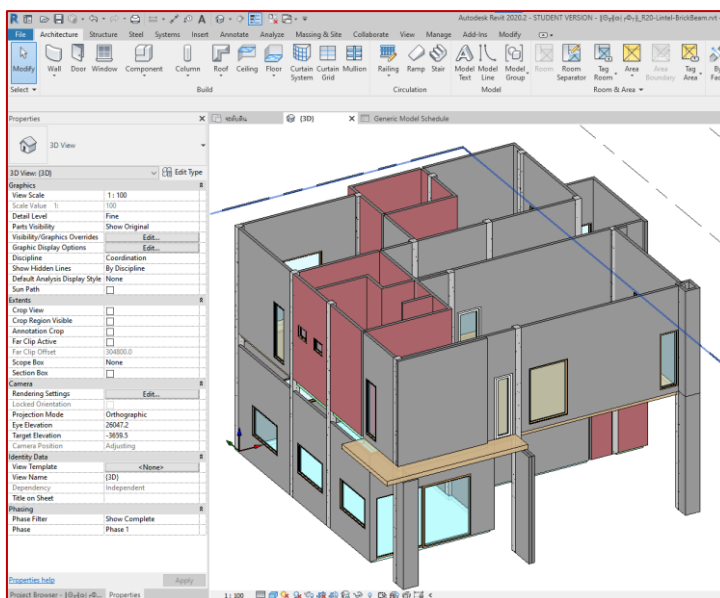 Autodesk Revit 2020.2 - STUDENT VERSION -
_R20-Lintel-BrickBeam.rvt
File Architecture Structure Steel Systems Insert Annotate Analyze Massing & Site Collaborate View Manage Add-Ins Modify
Modify Wall Door Window Component Column Roof Ceiling Floor Curtain System Curtain Grid Mullion Railing Ramp Stair Model Text Model Line Model Group Room Room Separator Tag Room Area Area Boundary Tag Area By
Select Build Circulation Model Room & Area
Properties
{3D} Generic Model Schedule
3D View
3D View: {3D} Edit Type
Graphics
View Scale 1 : 100
Scale Value 1: 100
Detail Level Fine
Parts Visibility Show Original
Visibility/Graphics Overrides Edit...
Graphic Display Options Edit...
Discipline Coordination
Show Hidden Lines By Discipline
Default Analysis Display Style None
Sun Path
Extents
Crop View
Crop Region Visible
Annotation Crop
Far Clip Active
Far Clip Offset 304800.0
Scope Box None
Section Box
Camera
Rendering Settings Edit...
Locked Orientation
Projection Mode Orthographic
Eye Elevation 26047.2
Target Elevation -3659.5
Camera Position Adjusting
Identity Data
View Template <None>
View Name {3D}
Dependency Independent
Title on Sheet
Phasing
Phase Filter Show Complete
Phase Phase 1
Properties help Apply
Properties
1 : 100